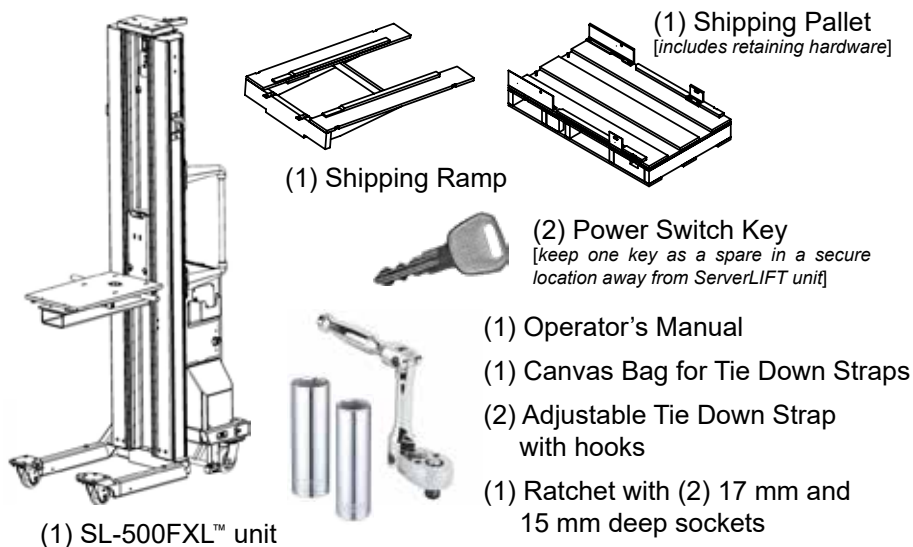 (1) Shipping Pallet
[includes retaining hardware]
(1) Shipping Ramp
(2) Power Switch Key
[keep one key as a spare in a secure
location away from ServerLIFT unit]
(1) Operator’s Manual
(1) Canvas Bag for Tie Down Straps
(2) Adjustable Tie Down Strap
with hooks
(1) Ratchet with (2) 17 mm and
15 mm deep sockets
(1) SL-500FXL™ unit